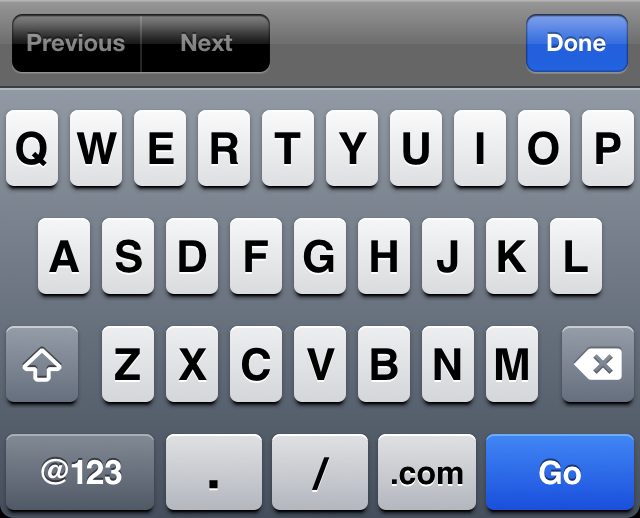 Previous Next Done
Q W E R T Y U I O P
A S D F G H J K L
Z X C V B N M
@123 . / .com Go